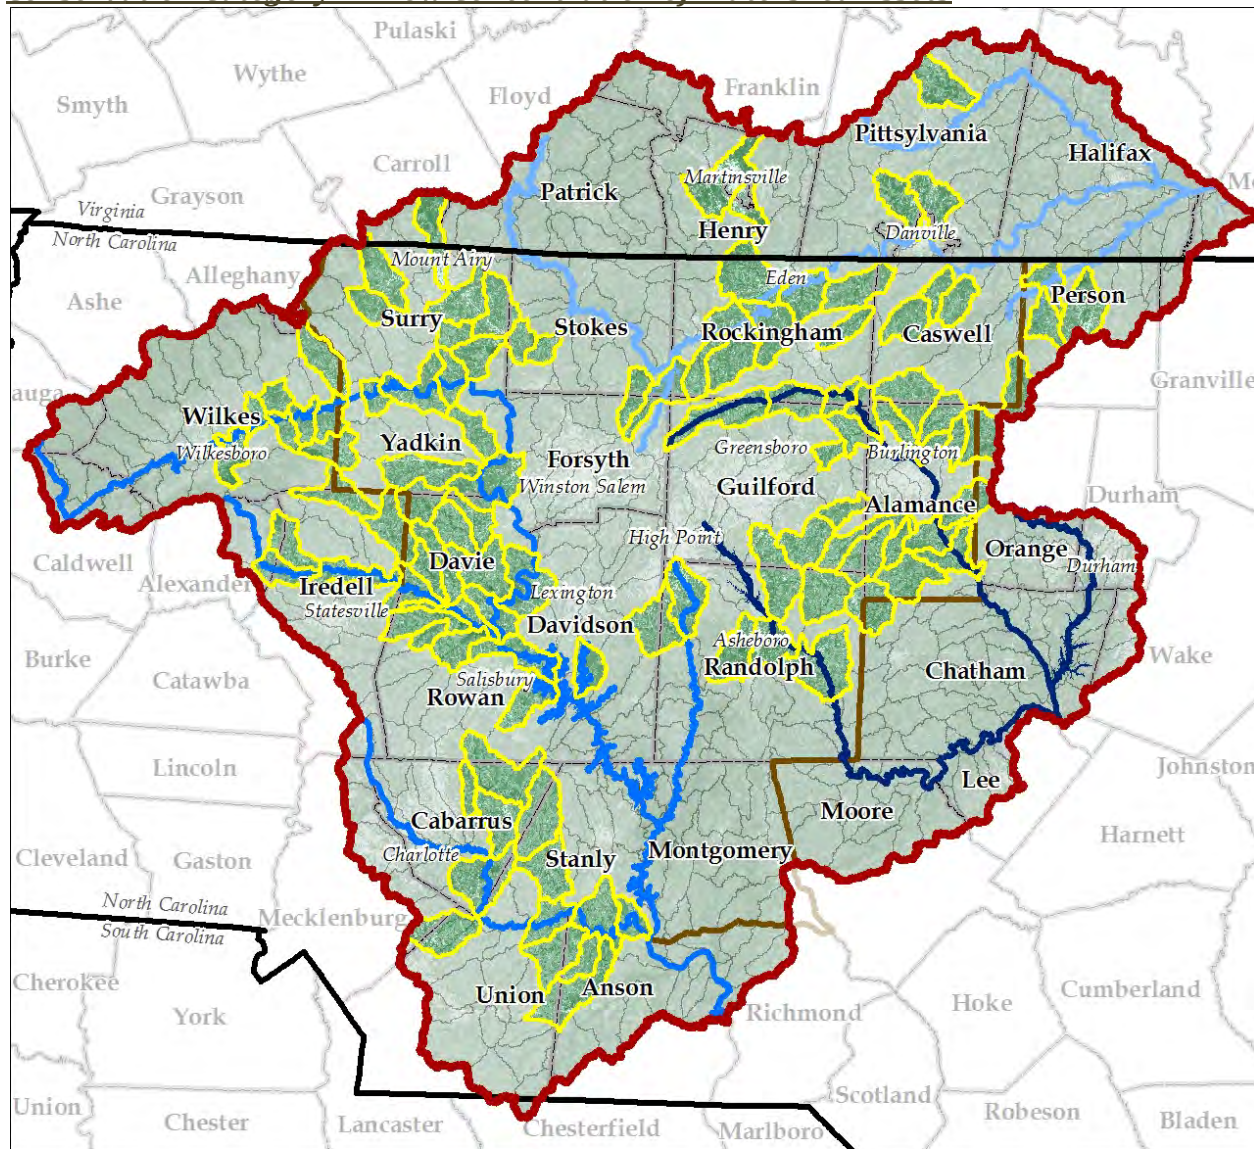 Pulaski
Wythe
Floyd
Franklin
Smyth
Pittsylvania
Halifax
Carroll
Martinsville
Patrick
Grayson
Virginia
North Carolina
Henry
Danville
Mount Airy
Eden
Alleghany
Ashe
Person
Surry
Stokes
Rockingham
Caswell
Granville
Wilkes
Yadkin
Wilkesboro
Greensboro
Burlington
Forsyth
Winston Salem
Guilford
Durham
Alamance
High Point
Orange
Durham
Caldwell
Alexander
Davie
Iredell
Statesville
Lexington
Davidson
Asheboro
Randolph
Chatham
Wake
Burke
Catawba
Salisbury
Rowan
Lincoln
Johnston
Lee
Moore
Cabarrus
Charlotte
Stanly
Montgomery
Harnett
Cleveland
Gaston
North Carolina
South Carolina
Mecklenburg
Cherokee
York
Union
Anson
Richmond
Hoke
Cumberland
Scotland
Robeson
Union
Chester
Lancaster
Chesterfield
Marlboro
Bladen